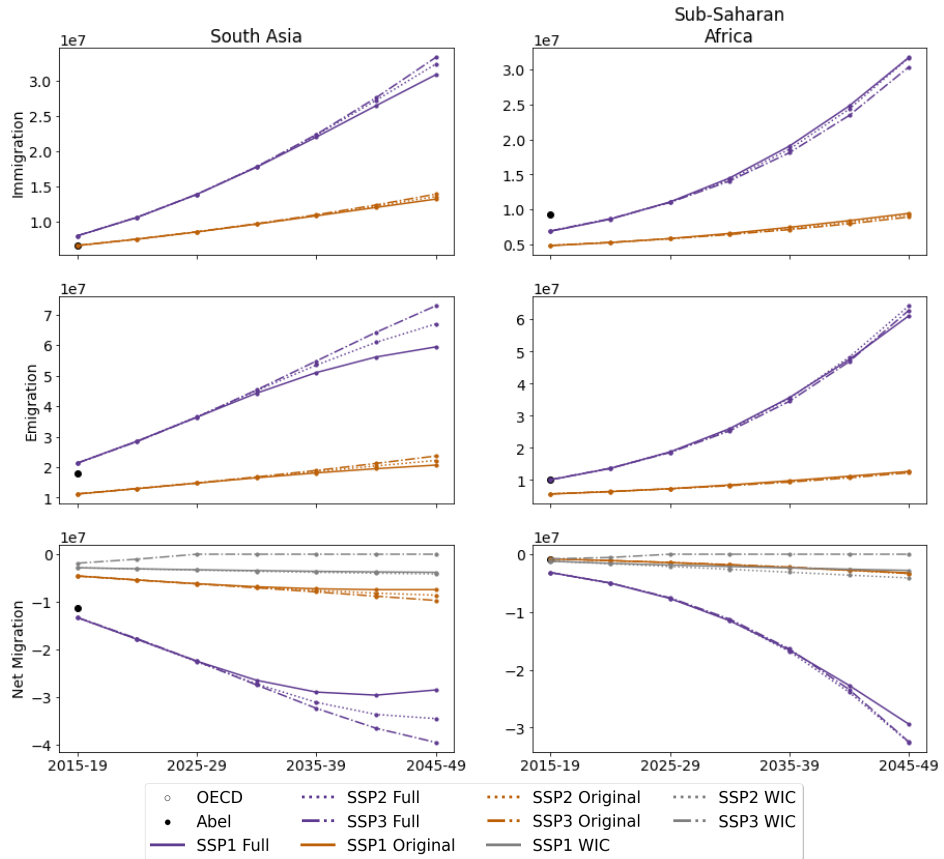 South Asia
Sub-Saharan
Africa
1e7
1e7
Immigration
3.0
2.5
2.0
1.5
1.0
3.0
2.5
2.0
1.5
1.0
0.5
1e7
1e7
Emigration
7
6
5
4
3
2
1
6
5
4
3
2
1
1e7
1e7
Net Migration
0
−1
−2
−3
−4
0
−1
−2
−3
2015-19 2025-29 2035-39 2045-49
2015-19 2025-29 2035-39 2045-49
OECD SSP2 Full SSP2 Original SSP2 WIC
Abel SSP3 Full SSP3 Original SSP3 WIC
SSP1 Full SSP1 Original SSP1 WIC